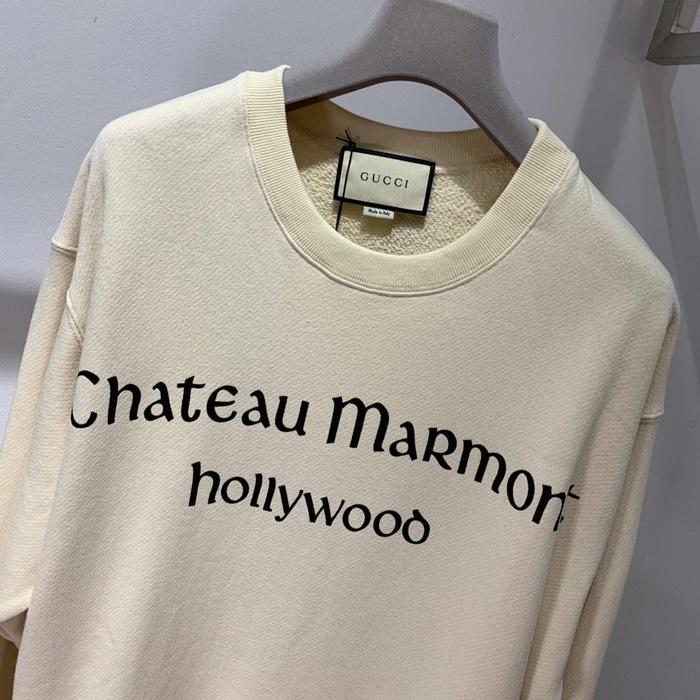 GUCCI
Made in Italy
Chateau Marmont
hollywood